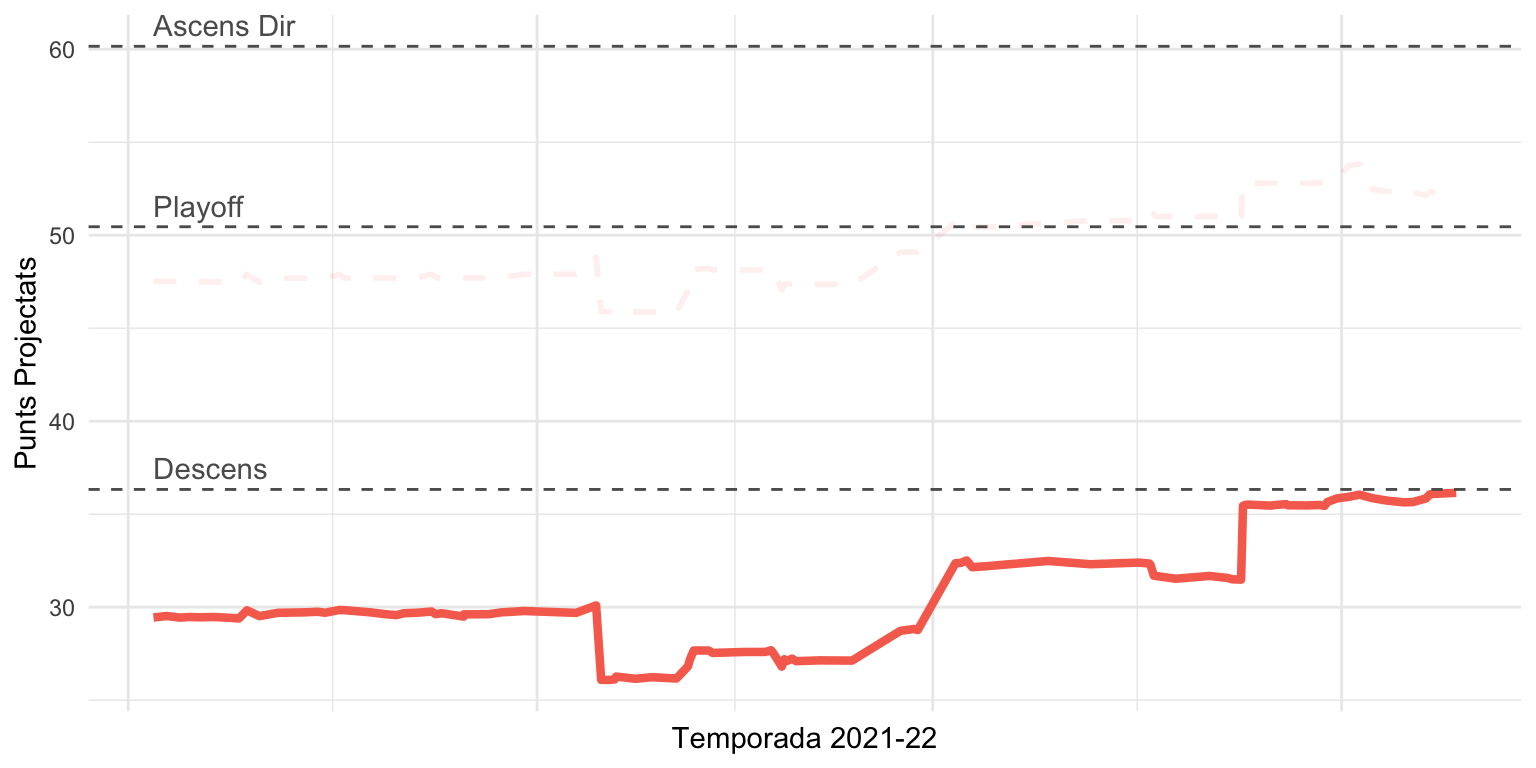 Ascens Dir
60
Playoff
50
Punts Projectats
40
Descens
30
Temporada 2021-22